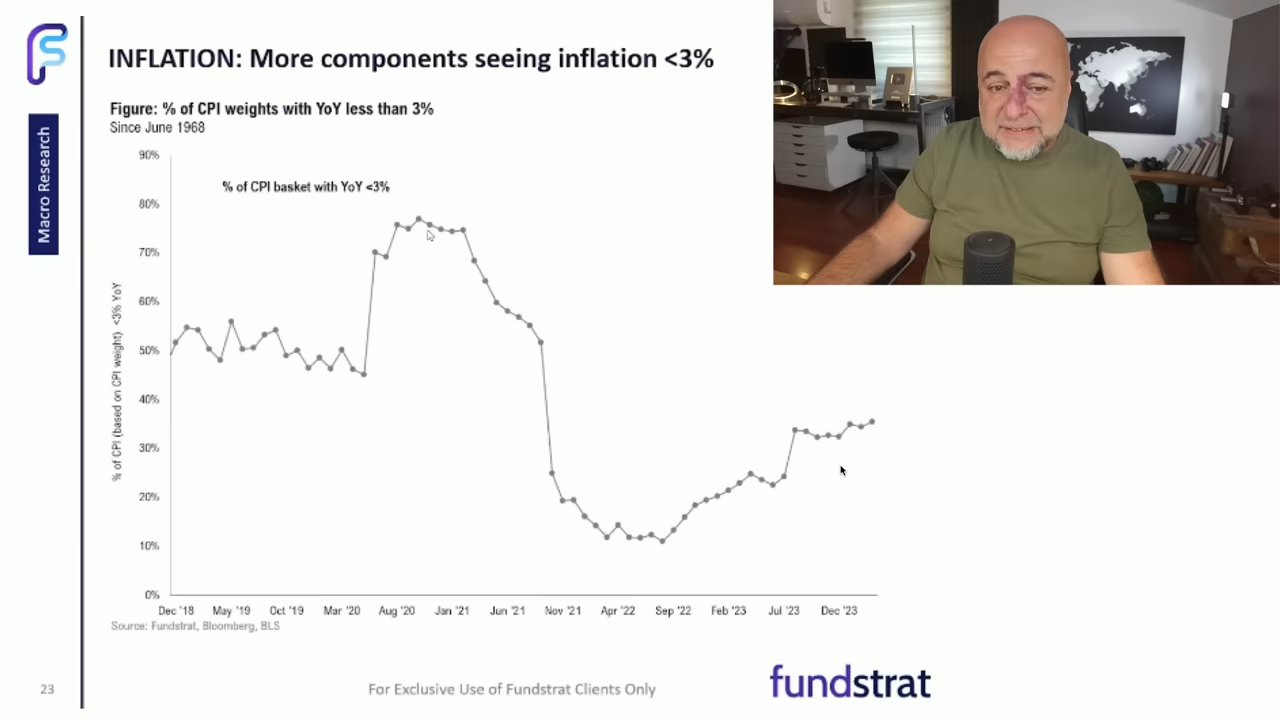 INFLATION: More components seeing inflation <3%
Macro Research
Figure: % of CPI weights with YoY less than 3%
Since June 1968
% of CPI basket with YoY <3%
% of CPI (based on CPI weight) <3% YoY
90%
80%
70%
60%
50%
40%
30%
20%
10%
0%
Dec '18 May '19 Oct '19 Mar '20 Aug '20 Jan '21 Jun '21 Nov '21 Apr '22 Sep '22 Feb '23 Jul '23 Dec '23
Source: Fundstrat, Bloomberg, BLS
23
For Exclusive Use of Fundstrat Clients Only
fundstrat